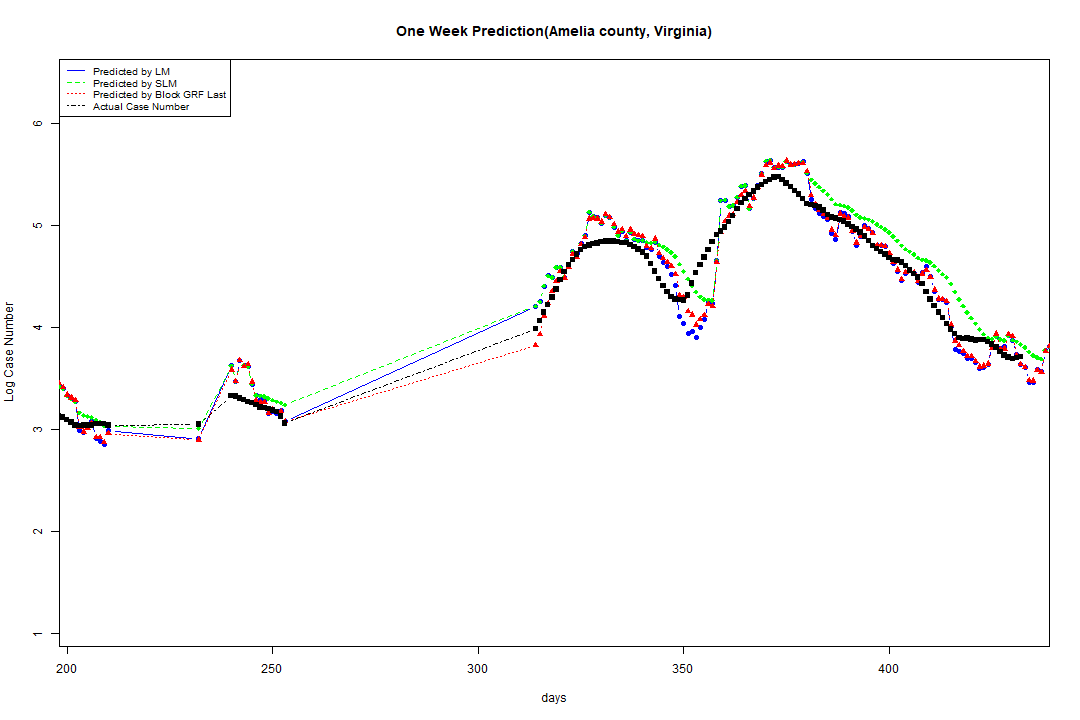 One Week Prediction(Amelia county, Virginia)
Predicted by LM
Predicted by SLM
Predicted by Block GRF Last
Actual Case Number
Log Case Number
6
5
4
3
2
1
200
250
300
350
400
days